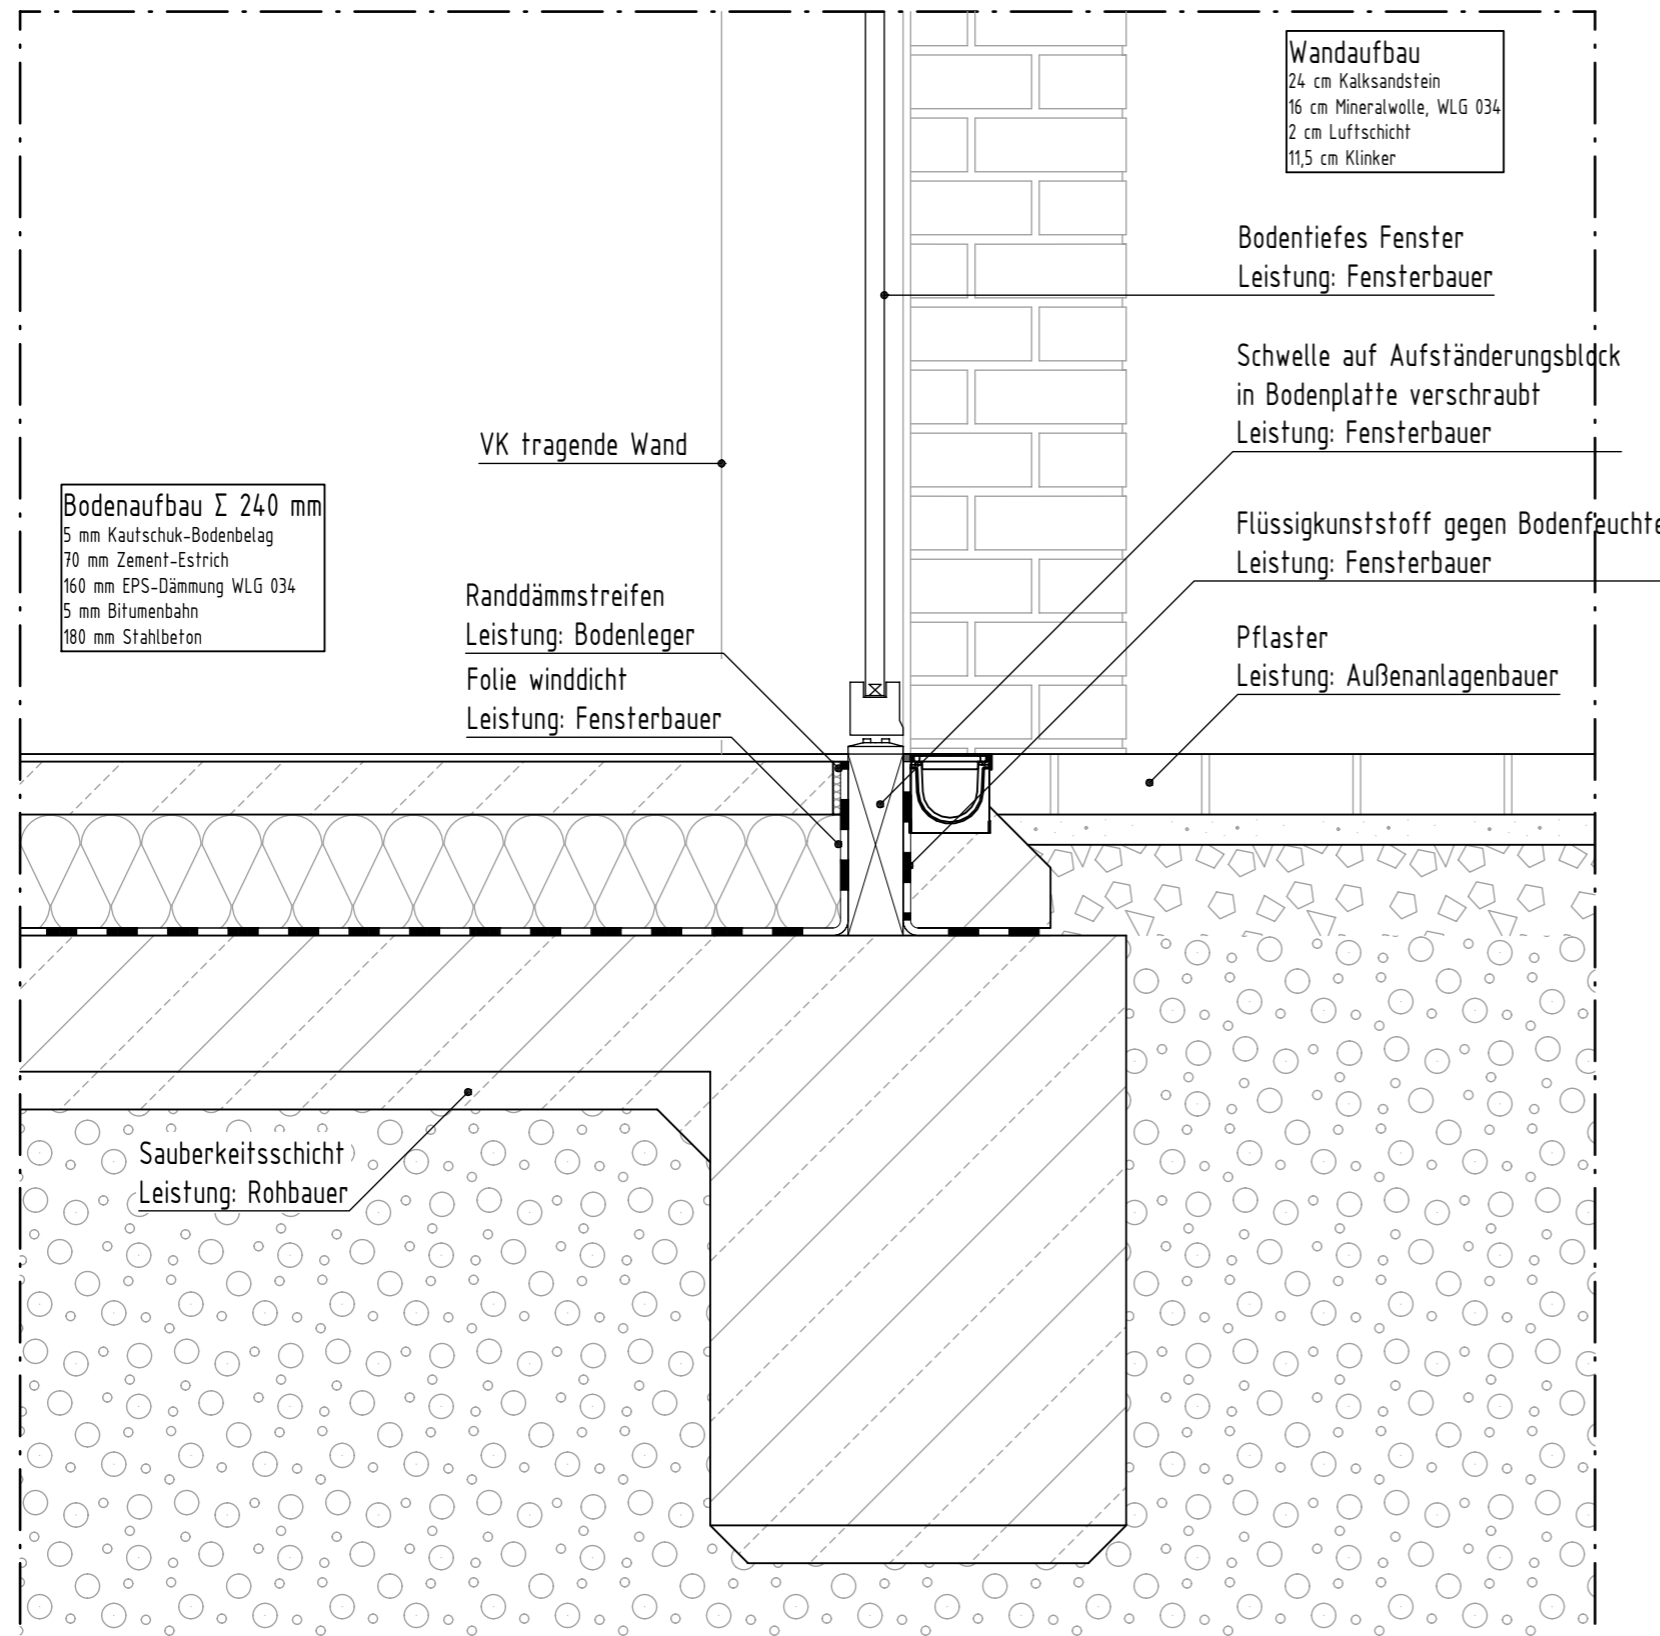 Wandaufbau
24 cm Kalksandstein
16 cm Mineralwolle, WLG 034
2 cm Luftschicht
11,5 cm Klinker
Bodentiefes Fenster
Leistung: Fensterbauer
Schwelle auf Aufständerungsblock
in Bodenplatte verschraubt
Leistung: Fensterbauer
VK tragende Wand
Bodenaufbau Σ 240 mm
5 mm Kautschuk-Bodenbelag
70 mm Zement-Estrich
160 mm EPS-Dämmung WLG 034
5 mm Bitumenbahn
180 mm Stahlbeton
Flüssigkunststoff gegen Bodenfeuchte
Leistung: Fensterbauer
Randdämmstreifen
Leistung: Bodenleger
Folie winddicht
Leistung: Fensterbauer
Pflaster
Leistung: Außenanlagenbauer
Sauberkeitsschicht
Leistung: Rohbauer